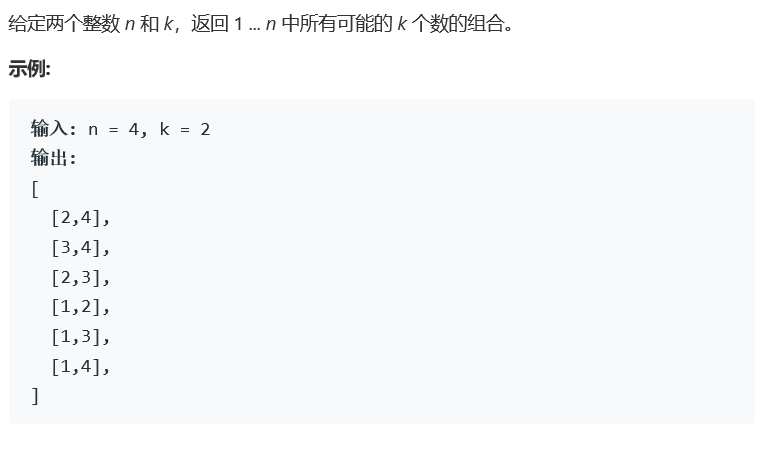 给定两个整数 n 和 k，返回 1 ... n 中所有可能的 k 个数的组合。
示例:
输入: n = 4, k = 2
输出:
[
  [2,4],
  [3,4],
  [2,3],
  [1,2],
  [1,3],
  [1,4],
]